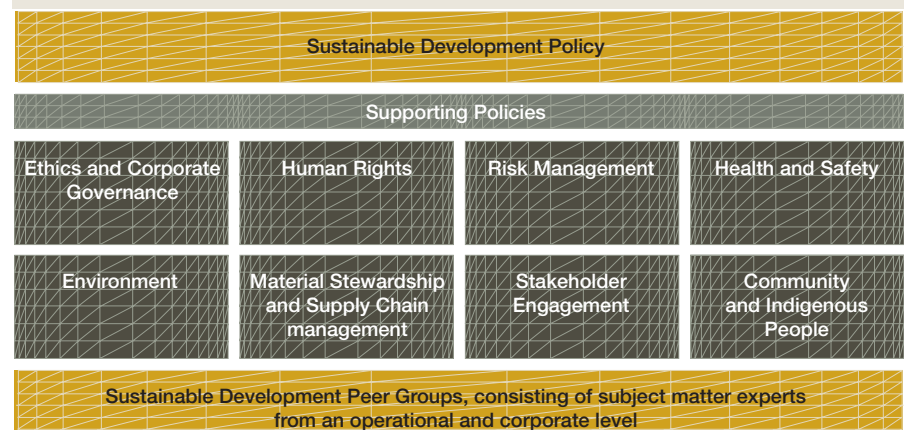 Sustainable Development Policy
Supporting Policies
Ethics and Corporate
Governance
Human Rights
Risk Management
Health and Safety
Environment
Material Stewardship
and Supply Chain
management
Stakeholder
Engagement
Community
and Indigenous
People
Sustainable Development Peer Groups, consisting of subject matter experts
from an operational and corporate level